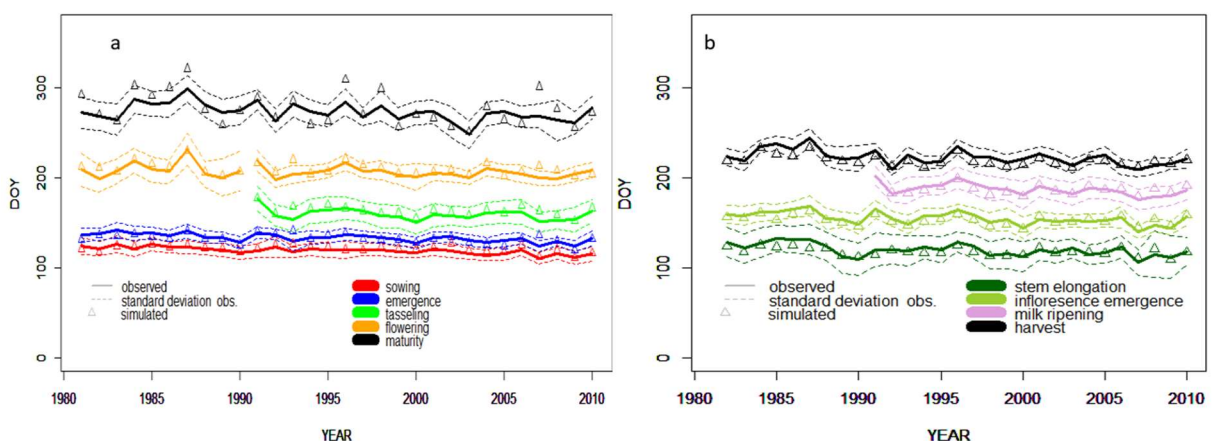 a
DOY
300
200
100
0
observed
standard deviation obs.
simulated
sowing
emergence
tasseling
flowering
maturity
1980 1985 1990 1995 2000 2005 2010
YEAR
b
DOY
300
200
100
0
observed
standard deviation obs.
simulated
stem elongation
infloresence emergence
milk ripening
harvest
1980 1985 1990 1995 2000 2005 2010
YEAR